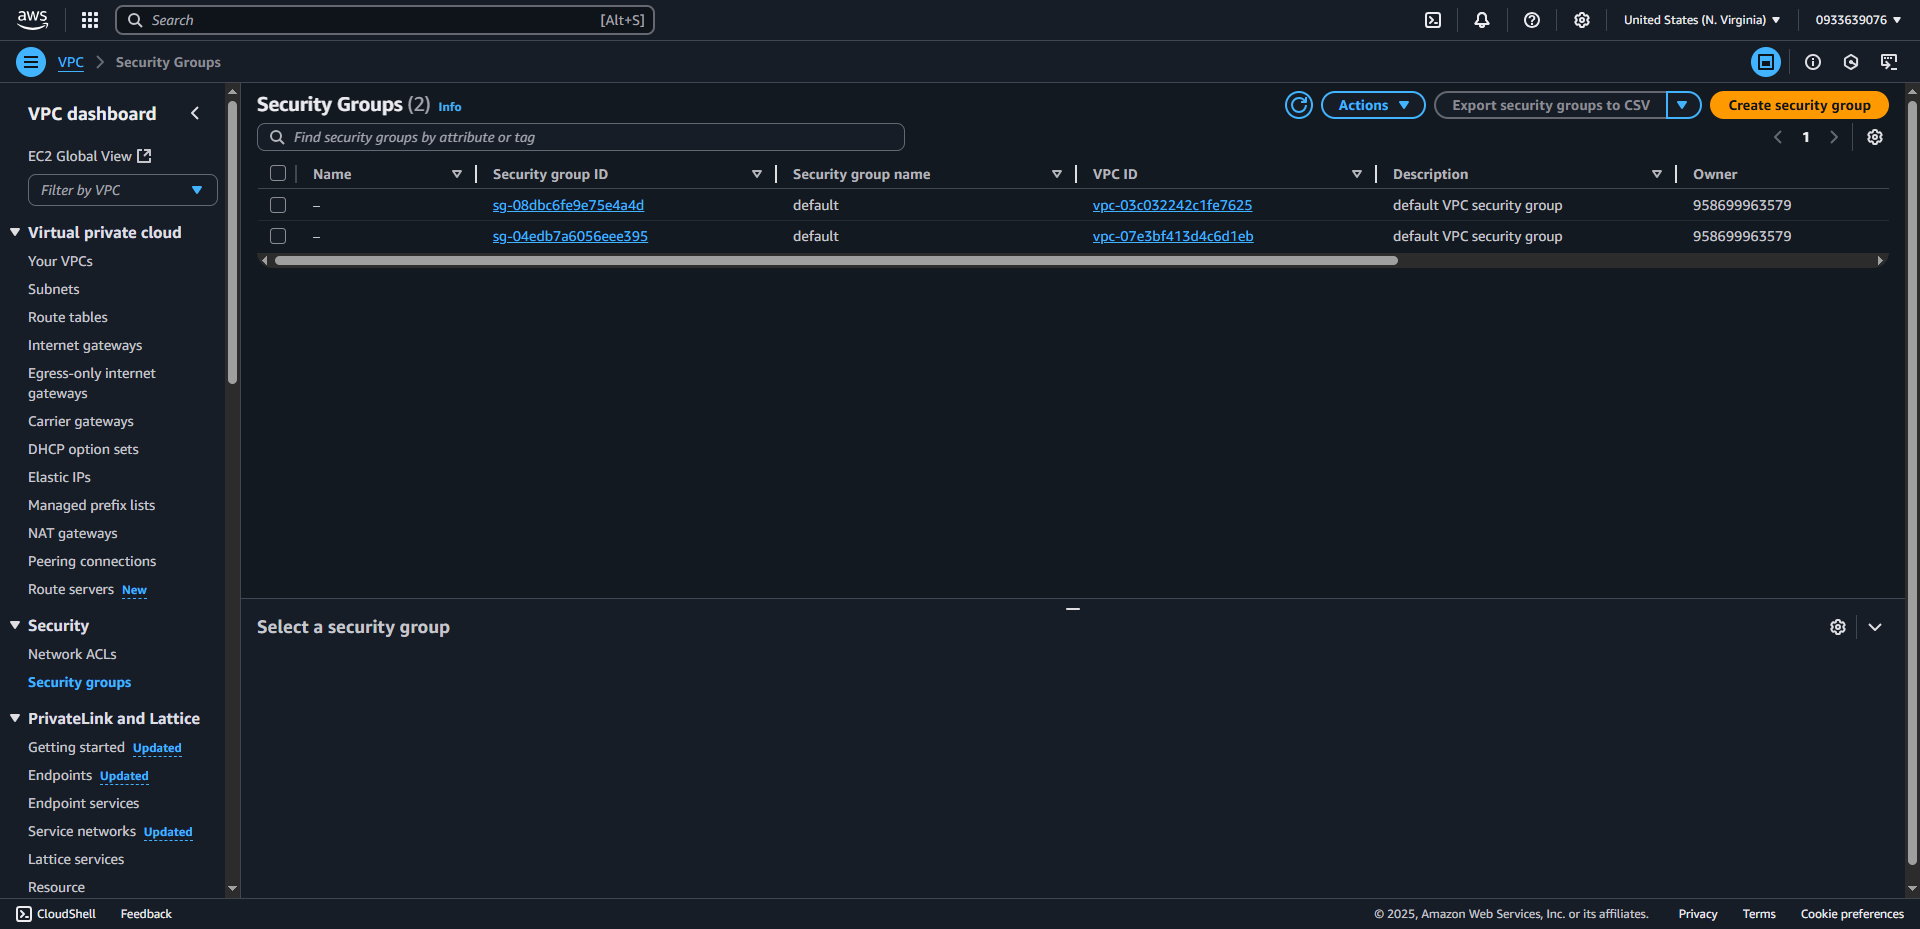 aws
Search [Alt+S]
United States (N. Virginia)
0933639076
VPC
Security Groups
VPC dashboard
EC2 Global View
Filter by VPC
Virtual private cloud
Your VPCs
Subnets
Route tables
Internet gateways
Egress-only internet
gateways
Carrier gateways
DHCP option sets
Elastic IPs
Managed prefix lists
NAT gateways
Peering connections
Route servers New
Security
Network ACLs
Security groups
PrivateLink and Lattice
Getting started Updated
Endpoints Updated
Endpoint services
Service networks Updated
Lattice services
Resource
Security Groups (2) Info
Actions
Export security groups to CSV
Create security group
Find security groups by attribute or tag
1
Name Security group ID Security group name VPC ID Description Owner
– sg-08dbc6fe9e75e4a4d default vpc-03c032242c1fe7625 default VPC security group 958699963579
– sg-04edb7a6056eee395 default vpc-07e3bf413d4c6d1eb default VPC security group 958699963579
Select a security group
CloudShell Feedback © 2025, Amazon Web Services, Inc. or its affiliates. Privacy Terms Cookie preferences